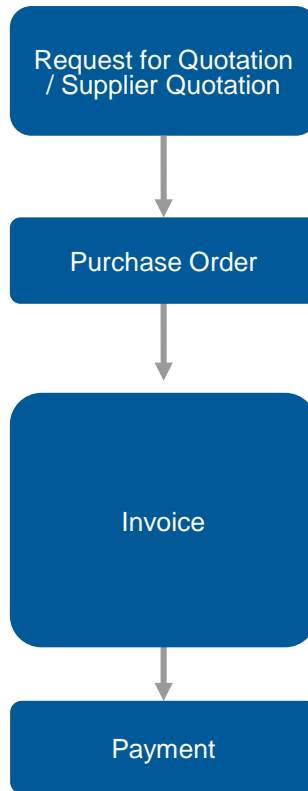 Request for Quotation
/ Supplier Quotation
Purchase Order
Invoice
Payment